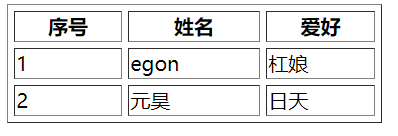 序号 姓名 爱好
1 egon 杠娘
2 元昊 日天